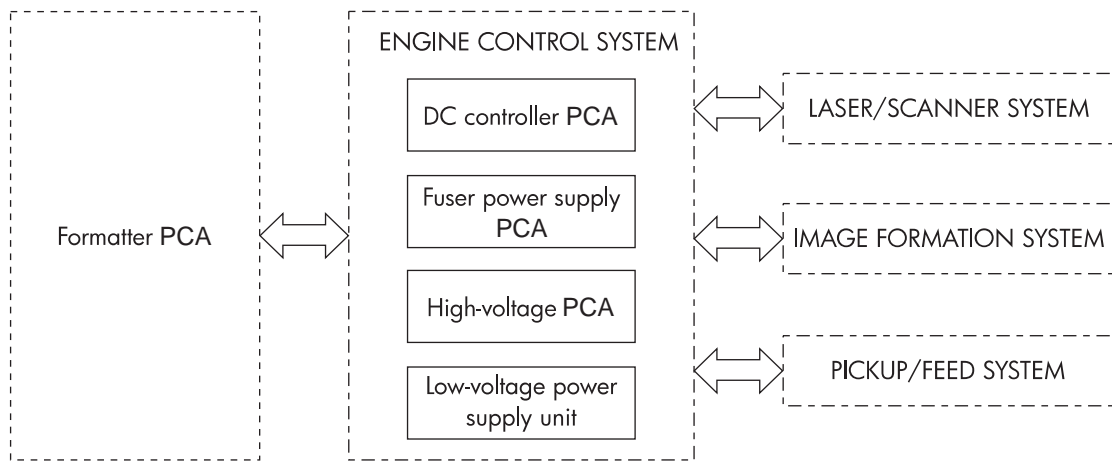 Formatter PCA
ENGINE CONTROL SYSTEM
DC controller PCA
Fuser power supply
PCA
High-voltage PCA
Low-voltage power
supply unit
LASER/SCANNER SYSTEM
IMAGE FORMATION SYSTEM
PICKUP/FEED SYSTEM